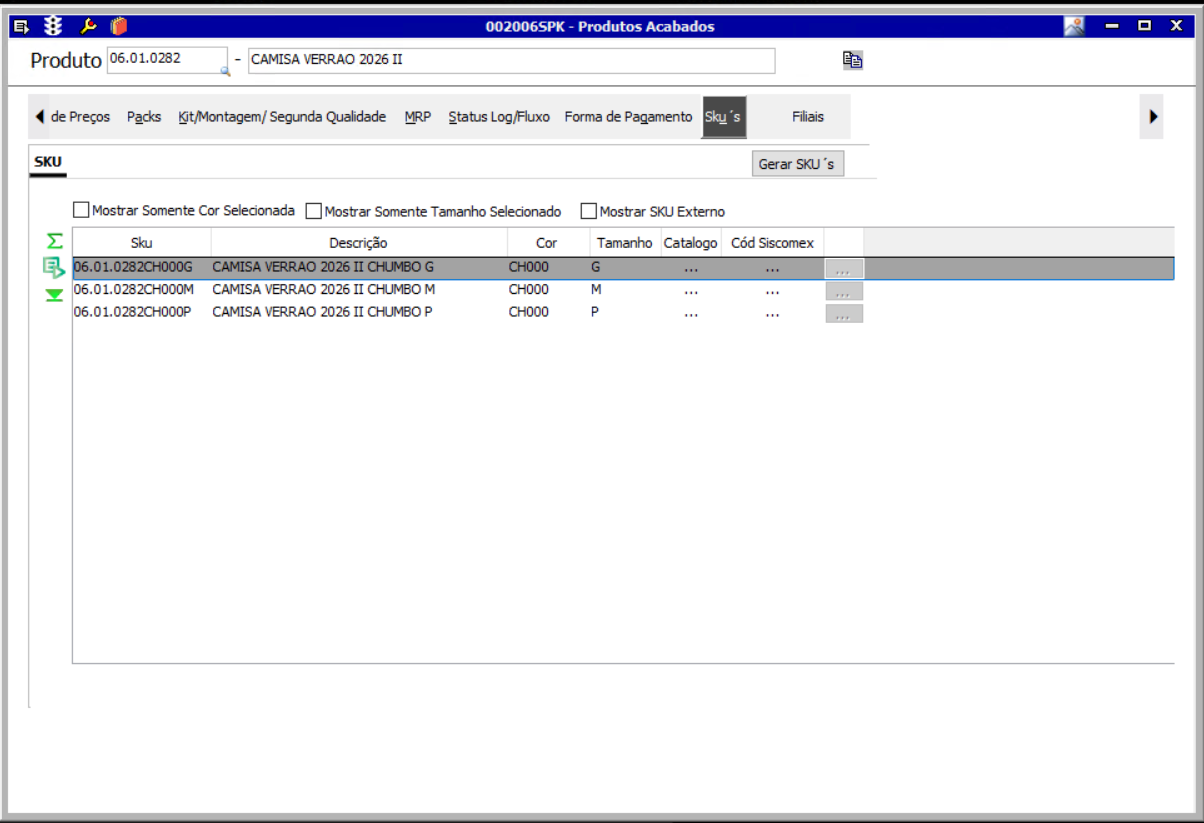 002006SPK - Produtos Acabados
Produto 06.01.0282 - CAMISA VERRAO 2026 II
de Preços Packs Kit/Montagem/ Segunda Qualidade MRP Status Log/Fluxo Forma de Pagamento Sku´s Filiais
SKU Gerar SKU´s
Mostrar Somente Cor Selecionada Mostrar Somente Tamanho Selecionado Mostrar SKU Externo
Sku Descrição Cor Tamanho Catalogo Cód Siscomex
06.01.0282CH000G CAMISA VERRAO 2026 II CHUMBO G CH000 G ... ... ...
06.01.0282CH000M CAMISA VERRAO 2026 II CHUMBO M CH000 M ... ... ...
06.01.0282CH000P CAMISA VERRAO 2026 II CHUMBO P CH000 P ... ... ...